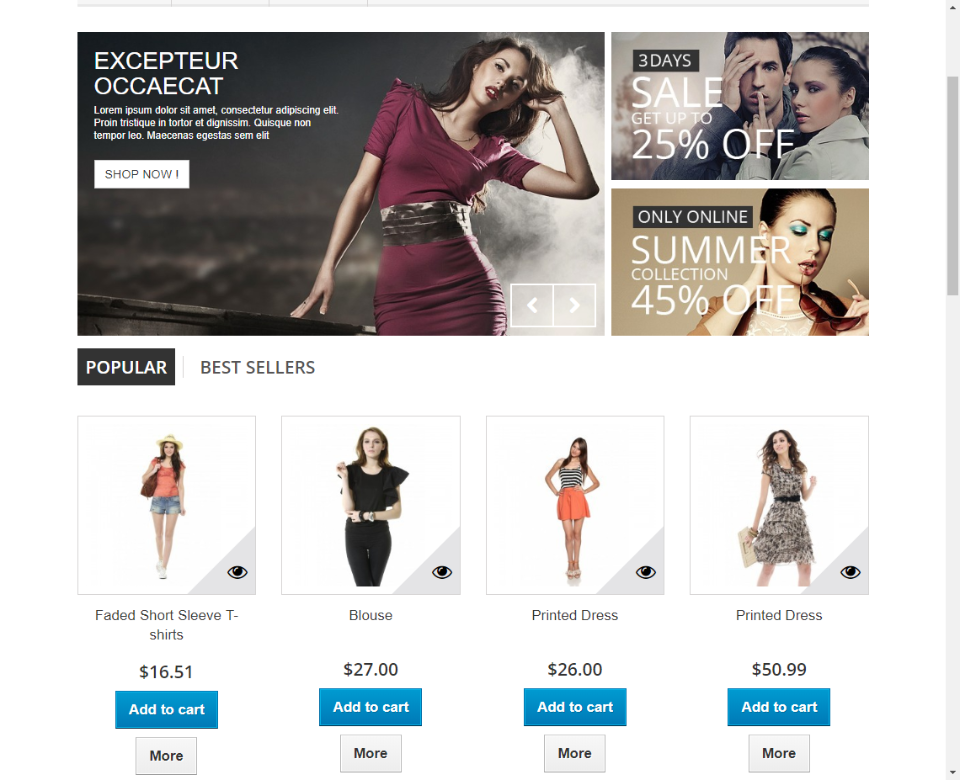 EXCEPTEUR
OCCAECAT
Lorem ipsum dolor sit amet, consectetur adipiscing elit.
Proin tristique in tortor et dignissim. Quisque non
tempor leo. Maecenas egestas sem elit
SHOP NOW !
3DAYS
SALE
GET UP TO
25% OFF
ONLY ONLINE
SUMMER
COLLECTION
45% OFF
POPULAR
BEST SELLERS
Faded Short Sleeve T-
shirts
$16.51
Add to cart
More
Blouse
$27.00
Add to cart
More
Printed Dress
$26.00
Add to cart
More
Printed Dress
$50.99
Add to cart
More